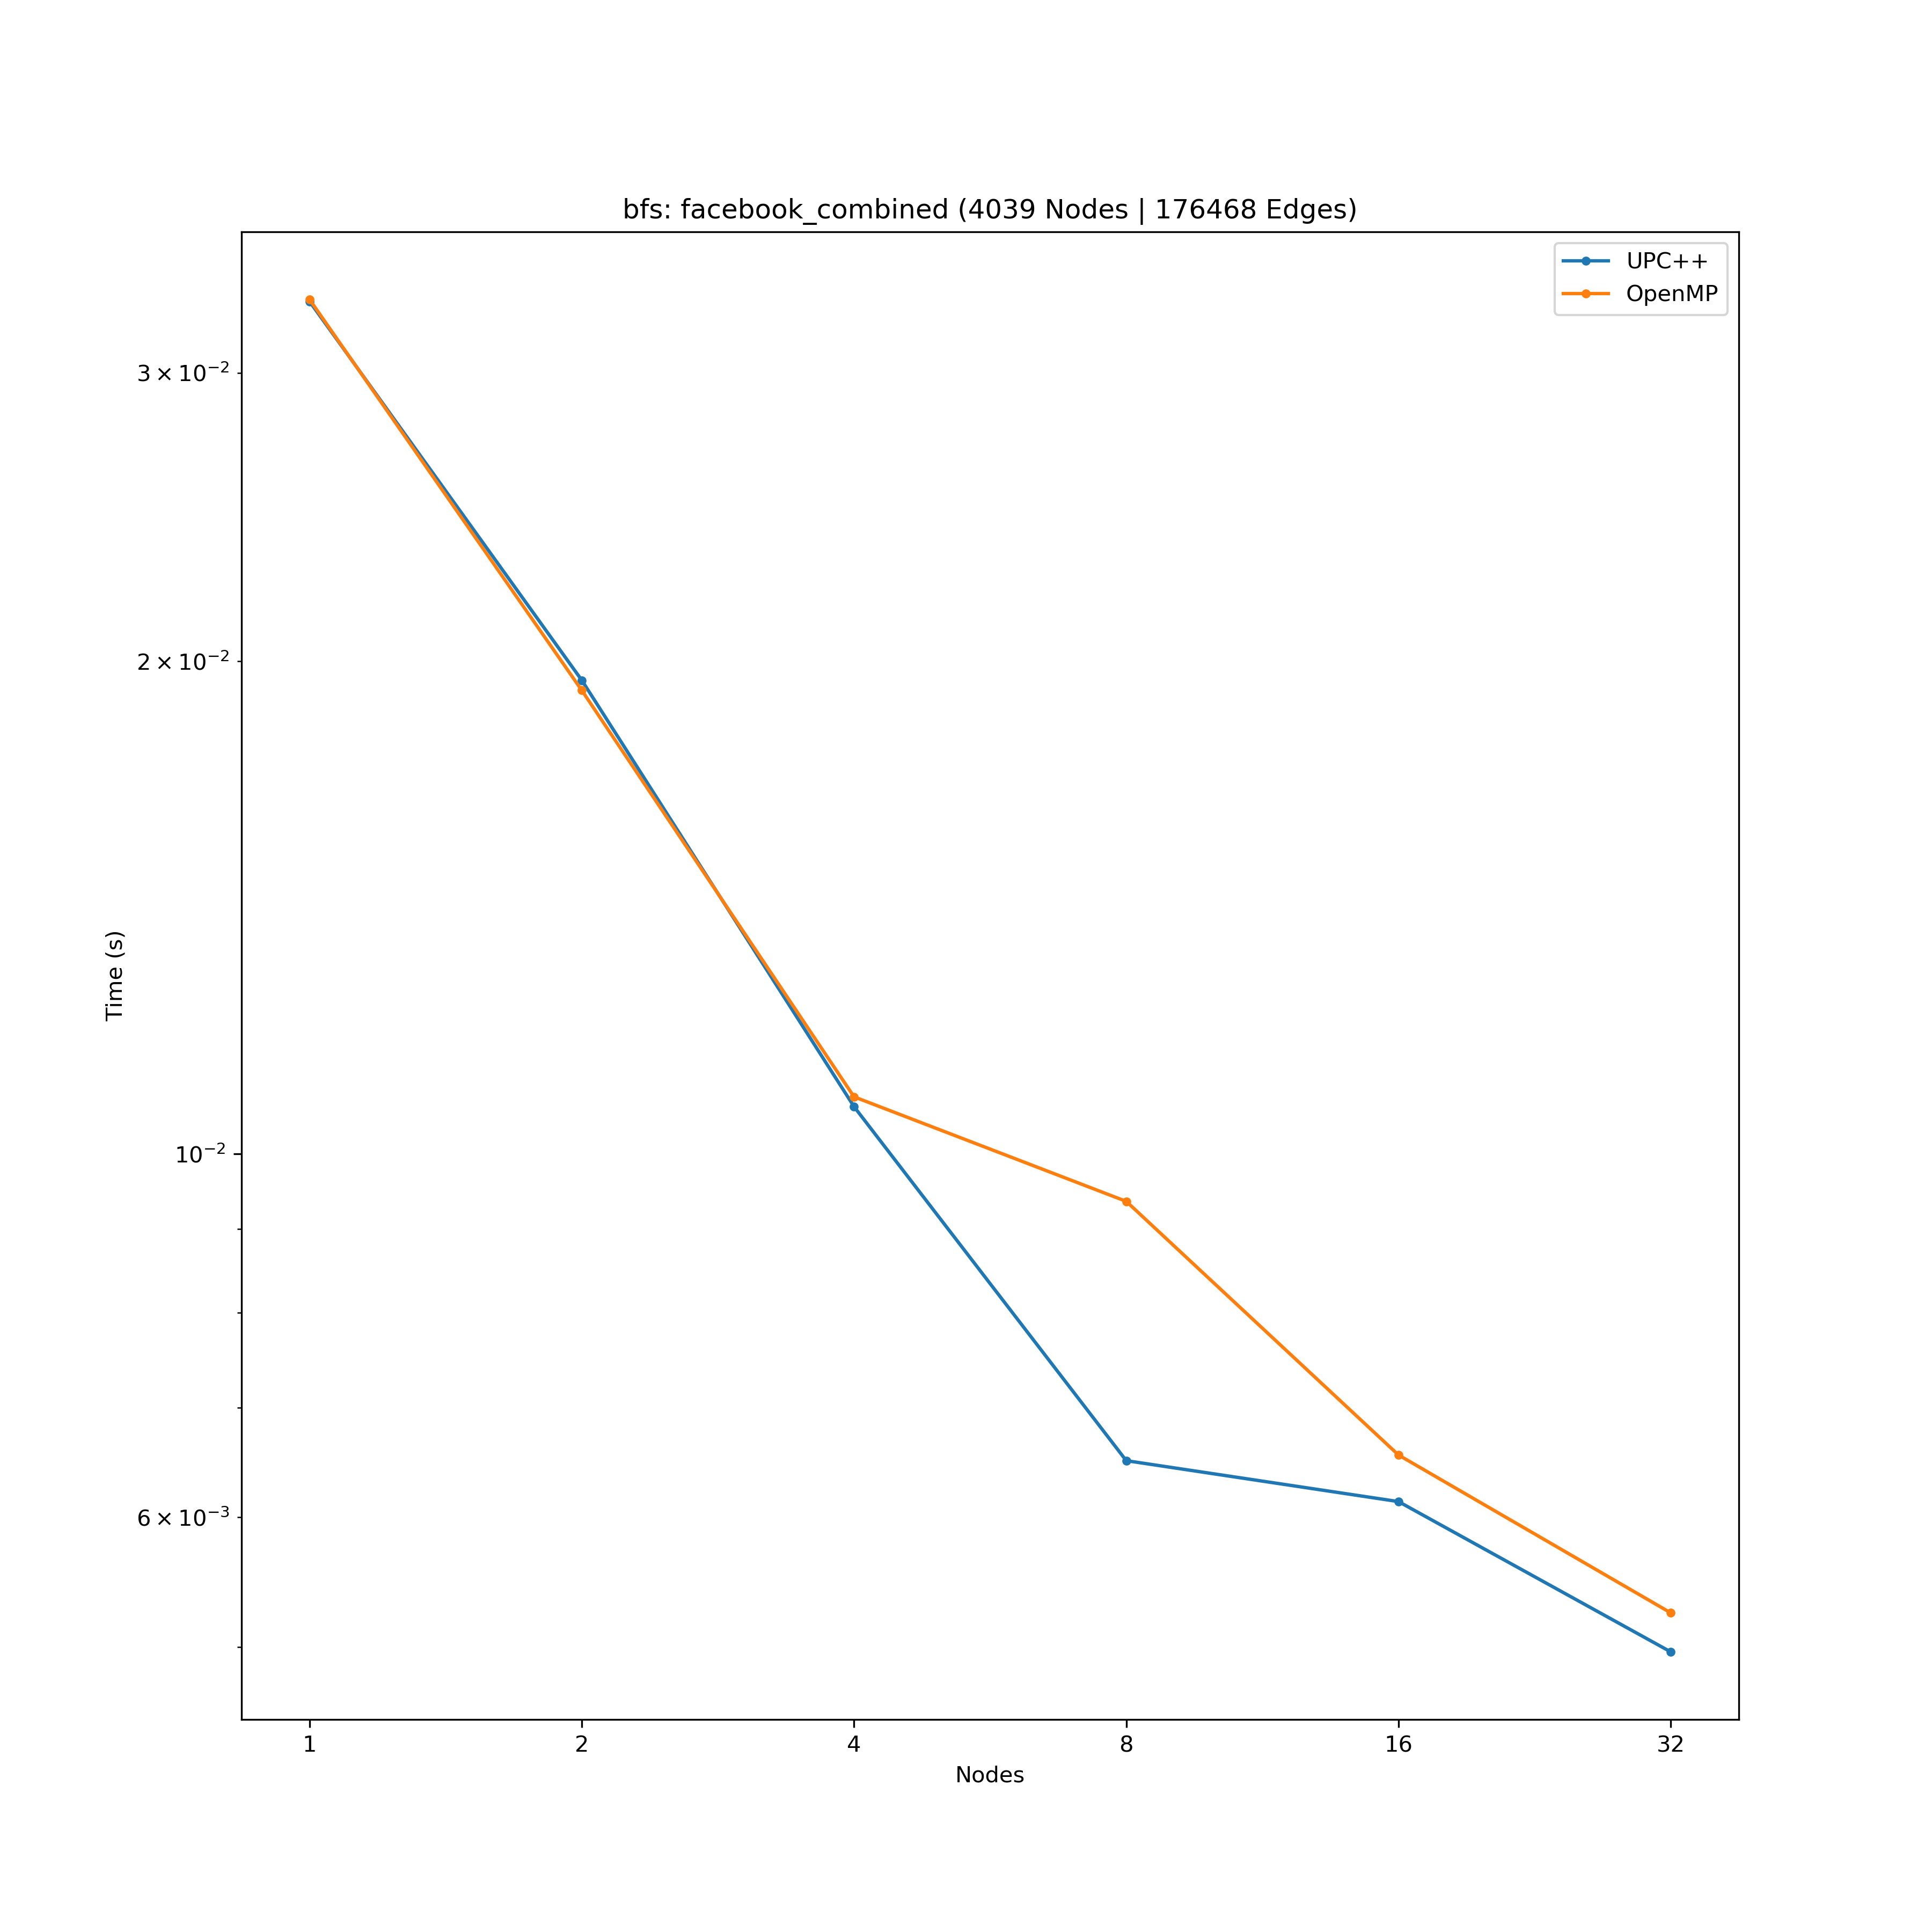 bfs: facebook_combined (4039 Nodes | 176468 Edges)
UPC++
OpenMP
3 × 10⁻²
2 × 10⁻²
10⁻²
6 × 10⁻³
Time (s)
1 2 4 8 16 32
Nodes